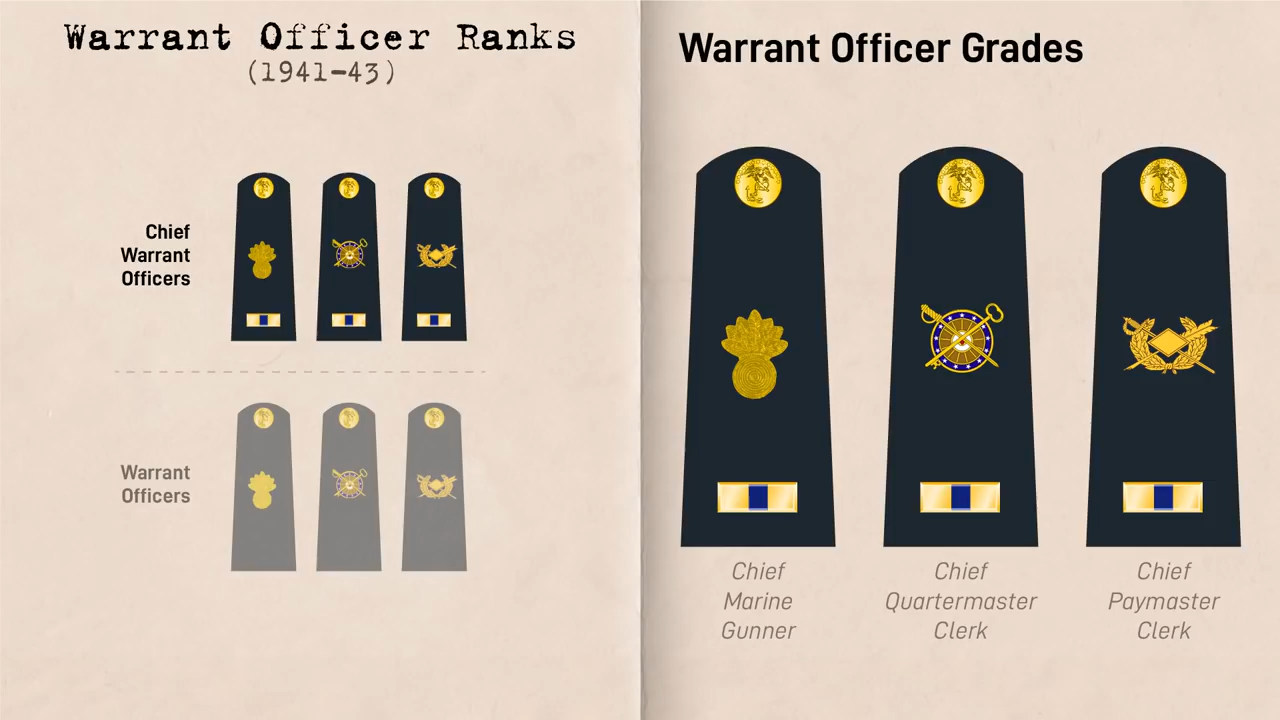 Warrant Officer Ranks
(1941-43)
Chief
Warrant
Officers
Warrant
Officers
Warrant Officer Grades
Chief
Marine
Gunner
Chief
Quartermaster
Clerk
Chief
Paymaster
Clerk